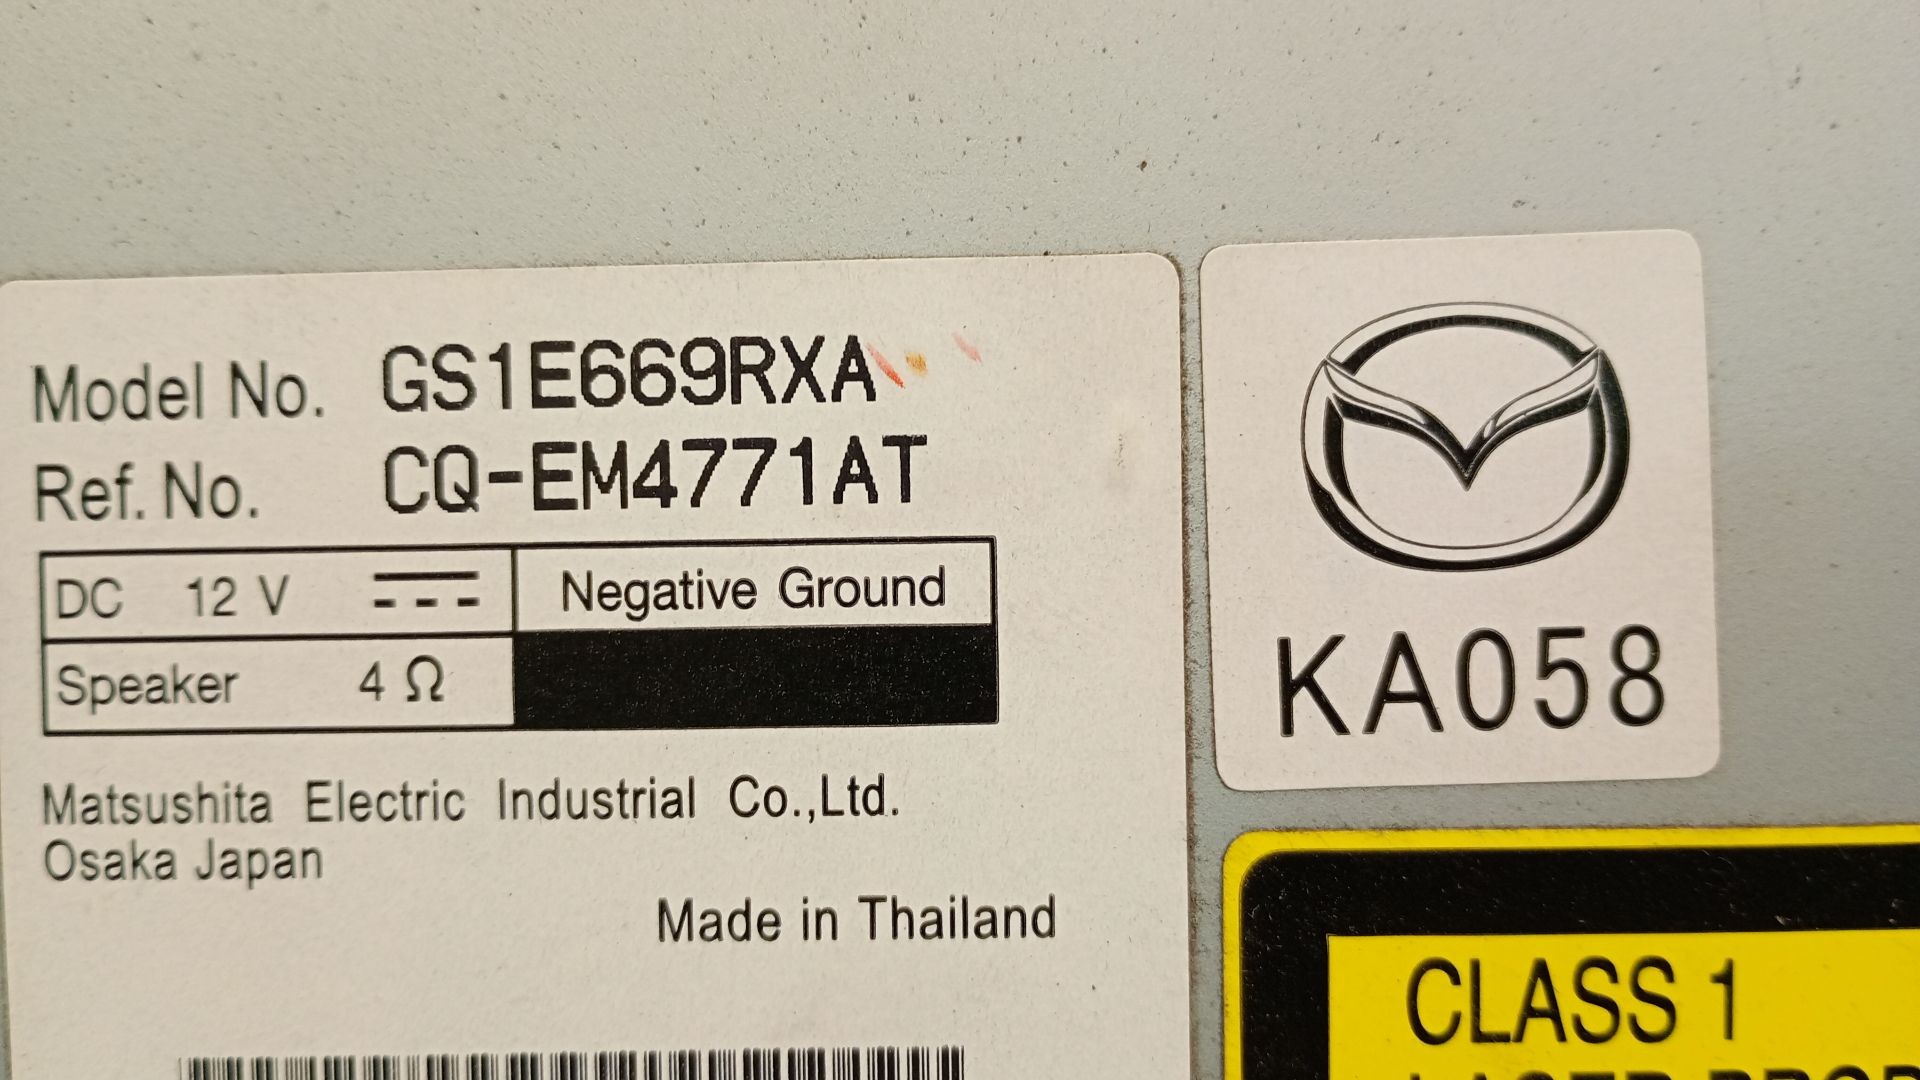 Model No. GS1E669RXA
Ref. No. CQ-EM4771AT
DC 12 V Negative Ground
Speaker 4 Ω
Matsushita Electric Industrial Co.,Ltd.
Osaka Japan
Made in Thailand
KA058
CLASS 1